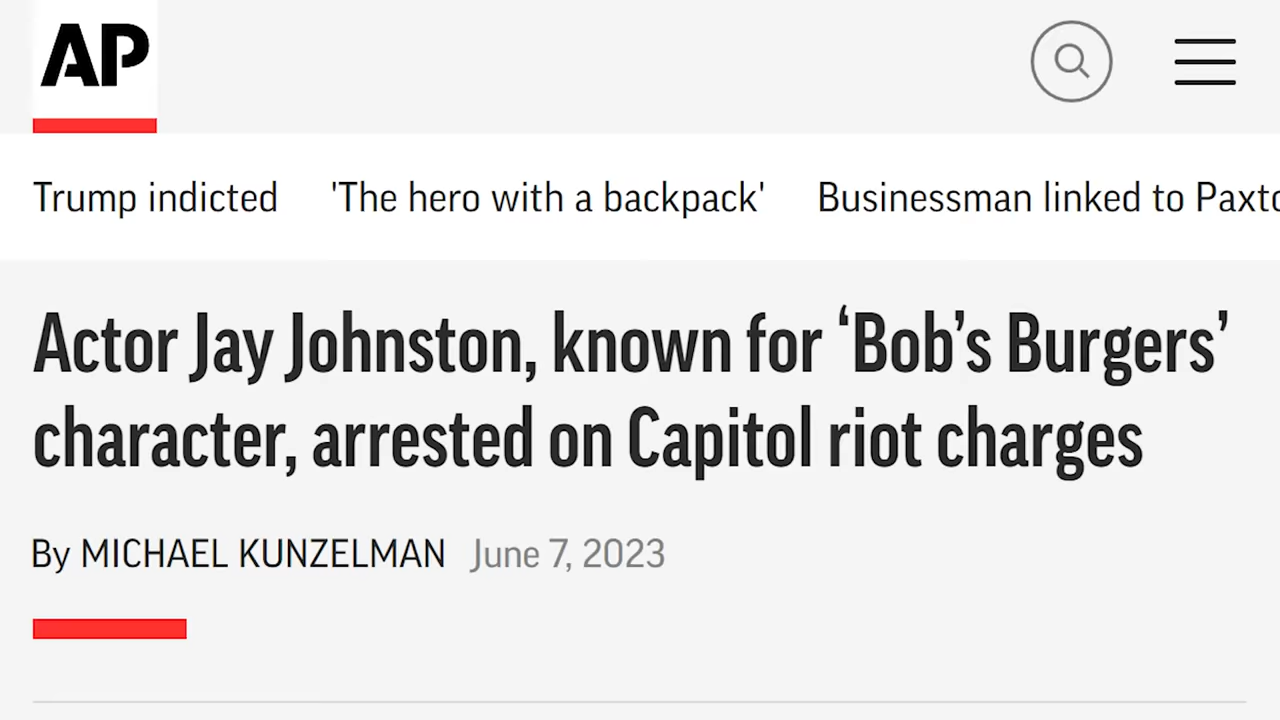 AP
Trump indicted 'The hero with a backpack' Businessman linked to Paxto
Actor Jay Johnston, known for ‘Bob’s Burgers’
character, arrested on Capitol riot charges
By MICHAEL KUNZELMAN June 7, 2023